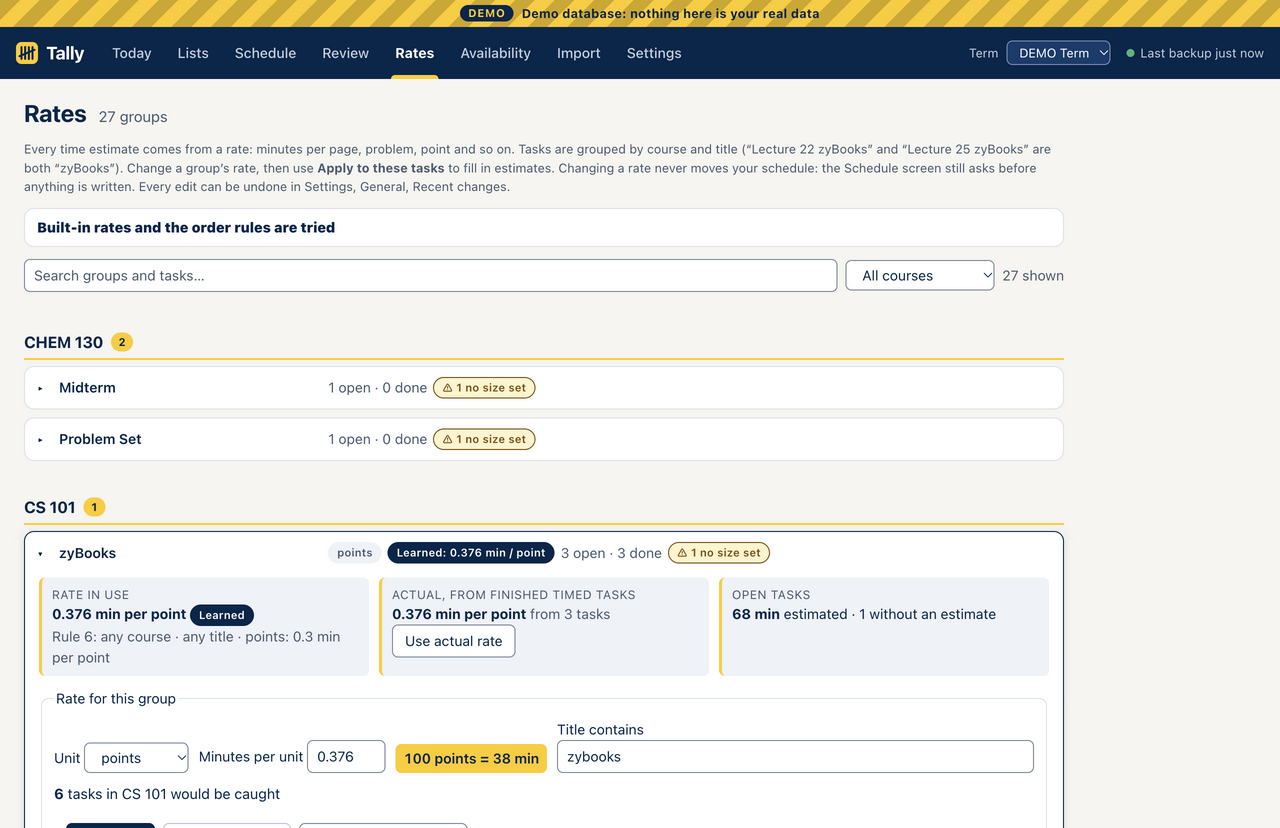 DEMO Demo database: nothing here is your real data
Tally Today Lists Schedule Review Rates Availability Import Settings Term DEMO Term Last backup just now
Rates 27 groups
Every time estimate comes from a rate: minutes per page, problem, point and so on. Tasks are grouped by course and title (“Lecture 22 zyBooks” and “Lecture 25 zyBooks” are
both “zyBooks”). Change a group’s rate, then use Apply to these tasks to fill in estimates. Changing a rate never moves your schedule: the Schedule screen still asks before
anything is written. Every edit can be undone in Settings, General, Recent changes.
Built-in rates and the order rules are tried
Search groups and tasks... All courses 27 shown
CHEM 130 2
Midterm 1 open · 0 done ⚠ 1 no size set
Problem Set 1 open · 0 done ⚠ 1 no size set
CS 101 1
zyBooks points Learned: 0.376 min / point 3 open · 3 done ⚠ 1 no size set
RATE IN USE
0.376 min per point Learned
Rule 6: any course · any title · points: 0.3 min
per point
ACTUAL, FROM FINISHED TIMED TASKS
0.376 min per point from 3 tasks
Use actual rate
OPEN TASKS
68 min estimated · 1 without an estimate
Rate for this group
Title contains
Unit points Minutes per unit 0.376 100 points = 38 min zybooks
6 tasks in CS 101 would be caught